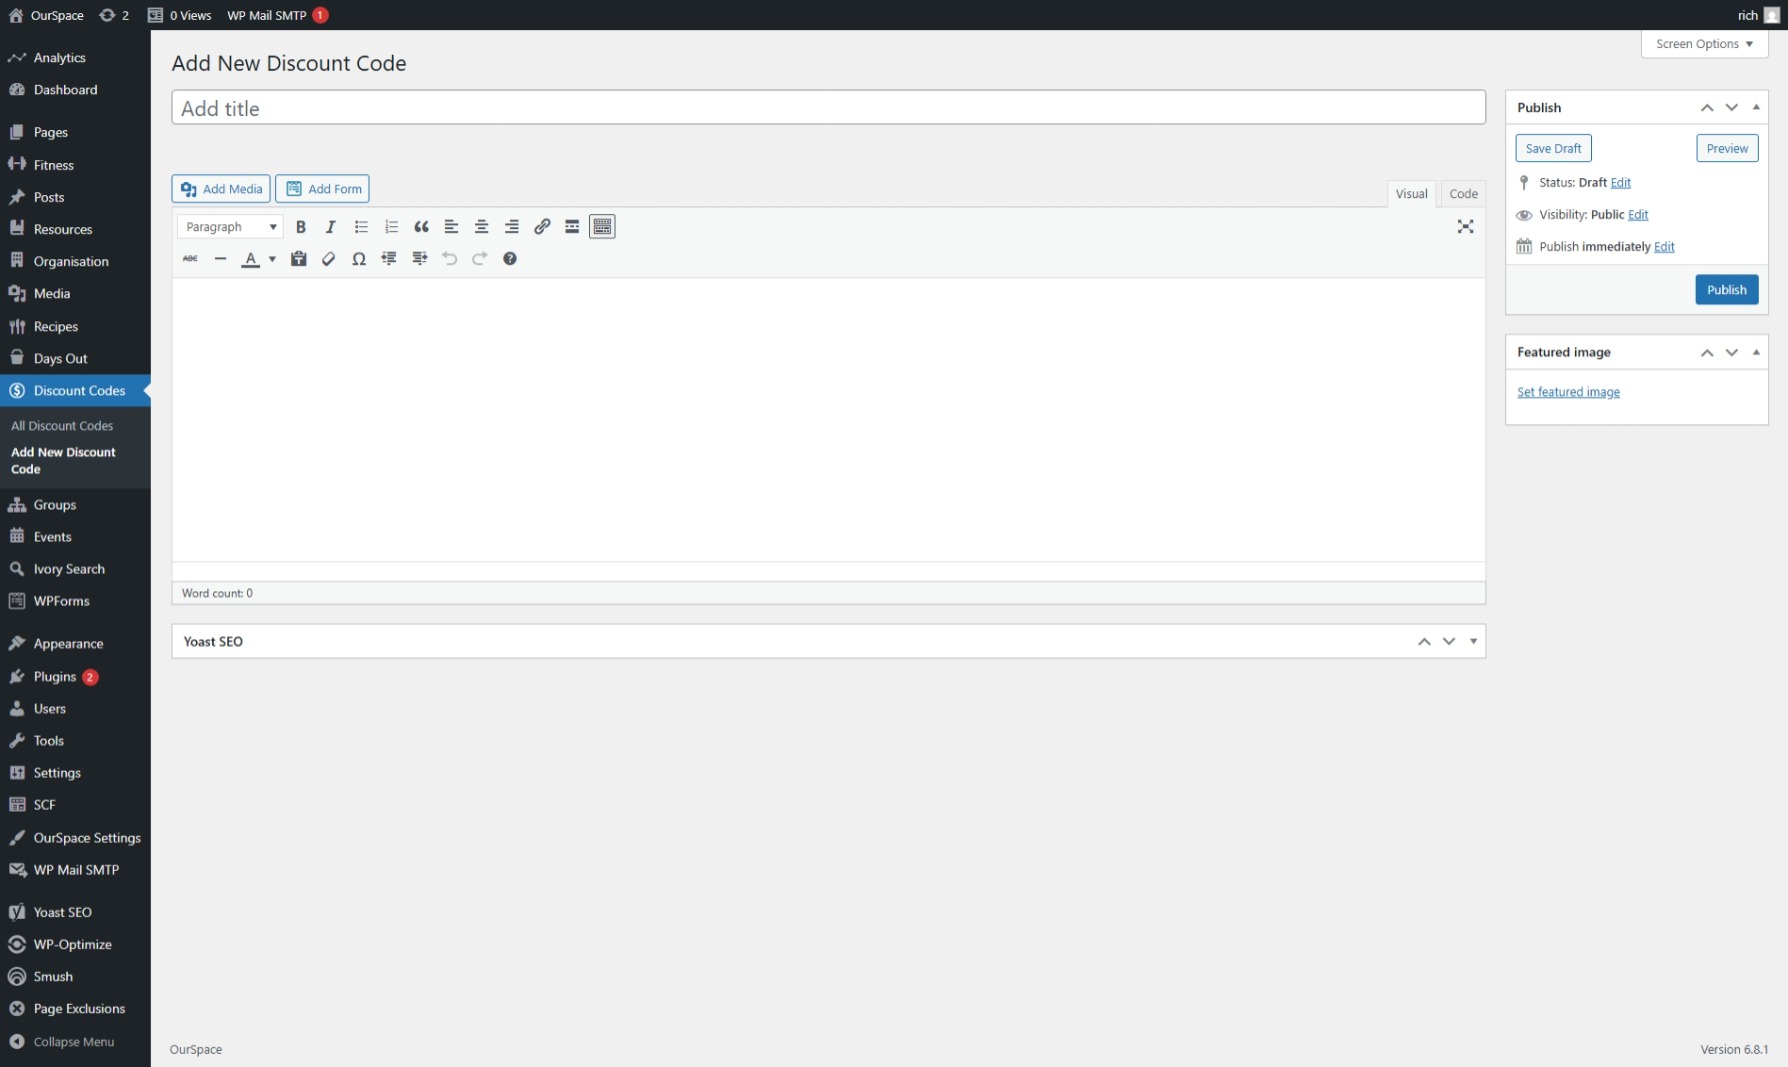 OurSpace 2 0 Views WP Mail SMTP 1 rich
Screen Options
Analytics
Dashboard
Pages
Fitness
Posts
Resources
Organisation
Media
Recipes
Days Out
Discount Codes
All Discount Codes
Add New Discount
Code
Groups
Events
Ivory Search
WPForms
Appearance
Plugins 2
Users
Tools
Settings
SCF
OurSpace Settings
WP Mail SMTP
Yoast SEO
WP-Optimize
Smush
Page Exclusions
Collapse Menu
Add New Discount Code
Add title
Add Media Add Form
Visual Code
Paragraph B I
ABC A Ω
Word count: 0
Yoast SEO
Publish
Save Draft Preview
Status: Draft Edit
Visibility: Public Edit
Publish immediately Edit
Publish
Featured image
Set featured image
OurSpace Version 6.8.1